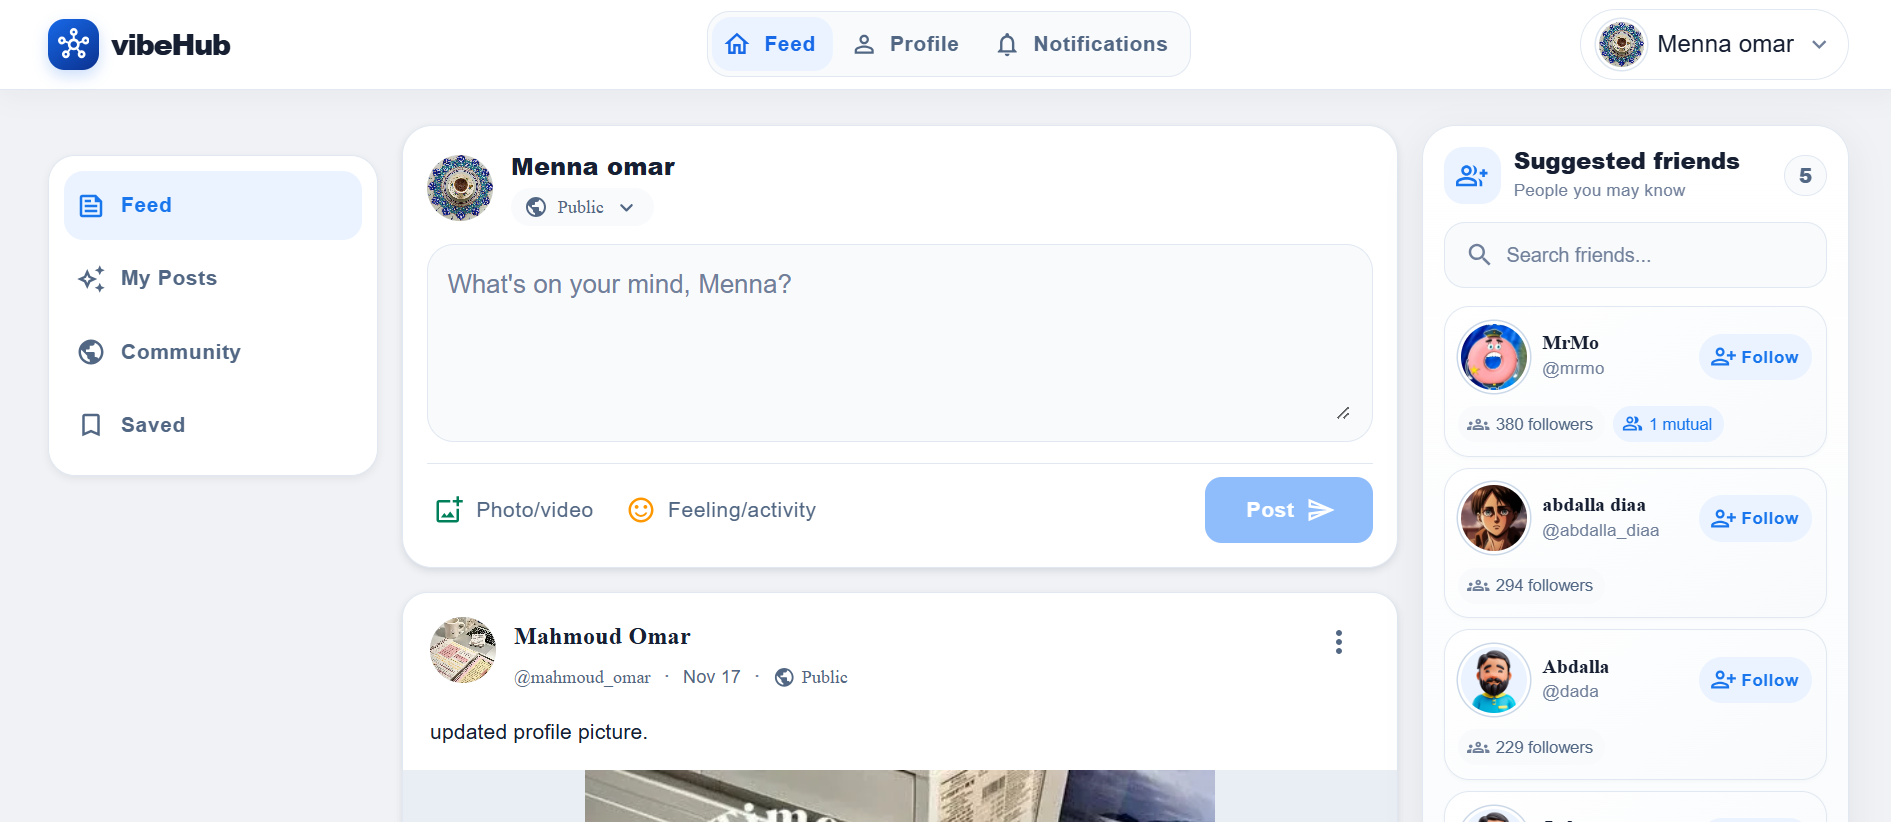 vibeHub
Feed
Profile
Notifications
Menna omar
Feed
My Posts
Community
Saved
Menna omar
Public
What's on your mind, Menna?
Photo/video
Feeling/activity
Post
Mahmoud Omar
@mahmoud_omar · Nov 17 · Public
updated profile picture.
Time
Suggested friends
People you may know
5
Search friends...
MrMo
@mrmo
Follow
380 followers
1 mutual
abdalla diaa
@abdalla_diaa
Follow
294 followers
Abdalla
@dada
Follow
229 followers